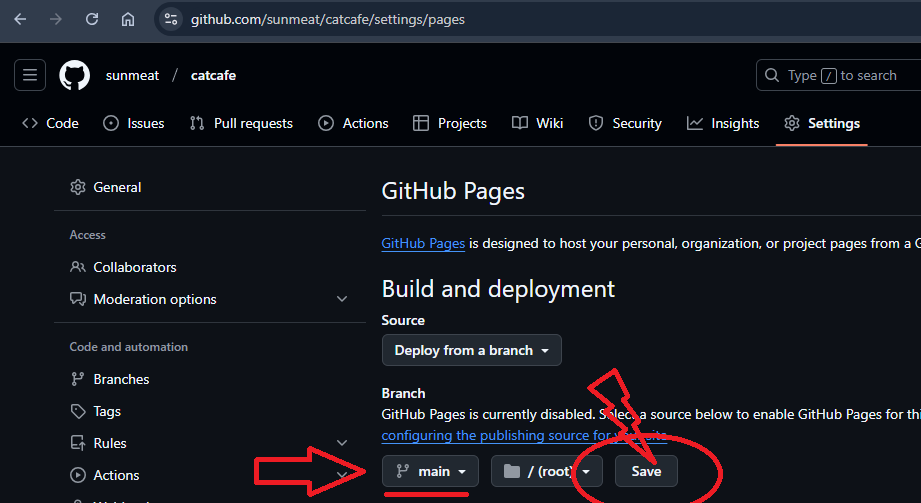 github.com/sunmeat/catcafe/settings/pages
sunmeat / catcafe
Type / to search
Code Issues Pull requests Actions Projects Wiki Security Insights Settings
General
Access
Collaborators
Moderation options
Code and automation
Branches
Tags
Rules
Actions
GitHub Pages
GitHub Pages is designed to host your personal, organization, or project pages from a
Build and deployment
Source
Deploy from a branch
Branch
GitHub Pages is currently disabled. Select a source below to enable GitHub Pages for
configuring the publishing source for your site.
main / (root) Save